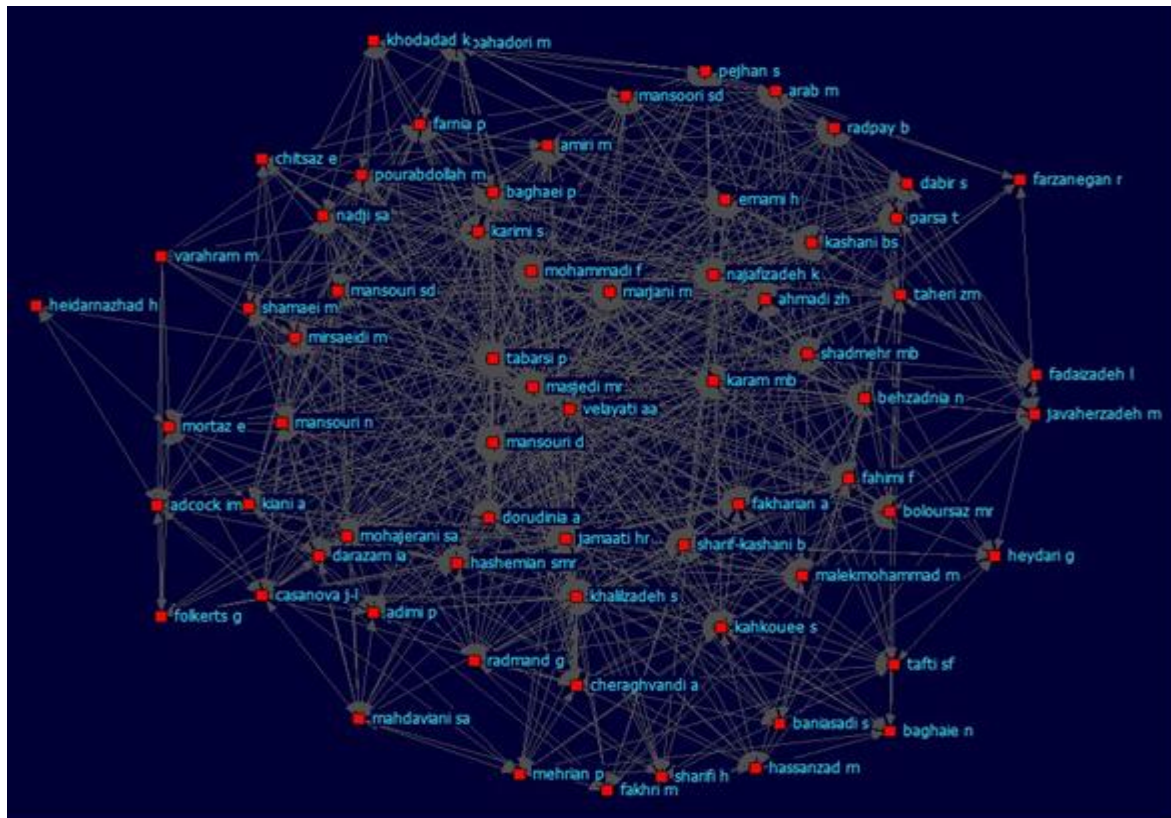 khodadad k
bahadori m
pejhan s
arab m
mansoori sd
farnia p
radpay b
amiri m
chitsaz e
pourabdollah m
farzanegan r
dabir s
baghaei p
emami h
nadji sa
parsa t
karimi s
kashani bs
varahram m
mohammadi f
najafizadeh k
mansouri sd
marjani m
taheri zm
ahmadi zh
heidarnazhad h
shamaei m
mirsaeidi m
shadmehr mb
tabarsi p
fadaizadeh l
karam mb
masjedi mr
behzadnia n
velayati aa
javaherzadeh m
mansouri n
mortaz e
mansouri d
fahimi f
adcock im
kiani a
fakharian a
boloursaz mr
dorudinia a
mohajerani sa
jamaati hr
sharif-kashani b
darazam ia
heydari g
hashemian smr
malekmohammad m
casanova j-l
khalilzadeh s
adimi p
folkerts g
kahkouee s
radmand g
tafti sf
cheraghvandi a
mahdaviani sa
baniasadi s
baghaie n
hassanzad m
mehrian p
sharifi h
fakhri m